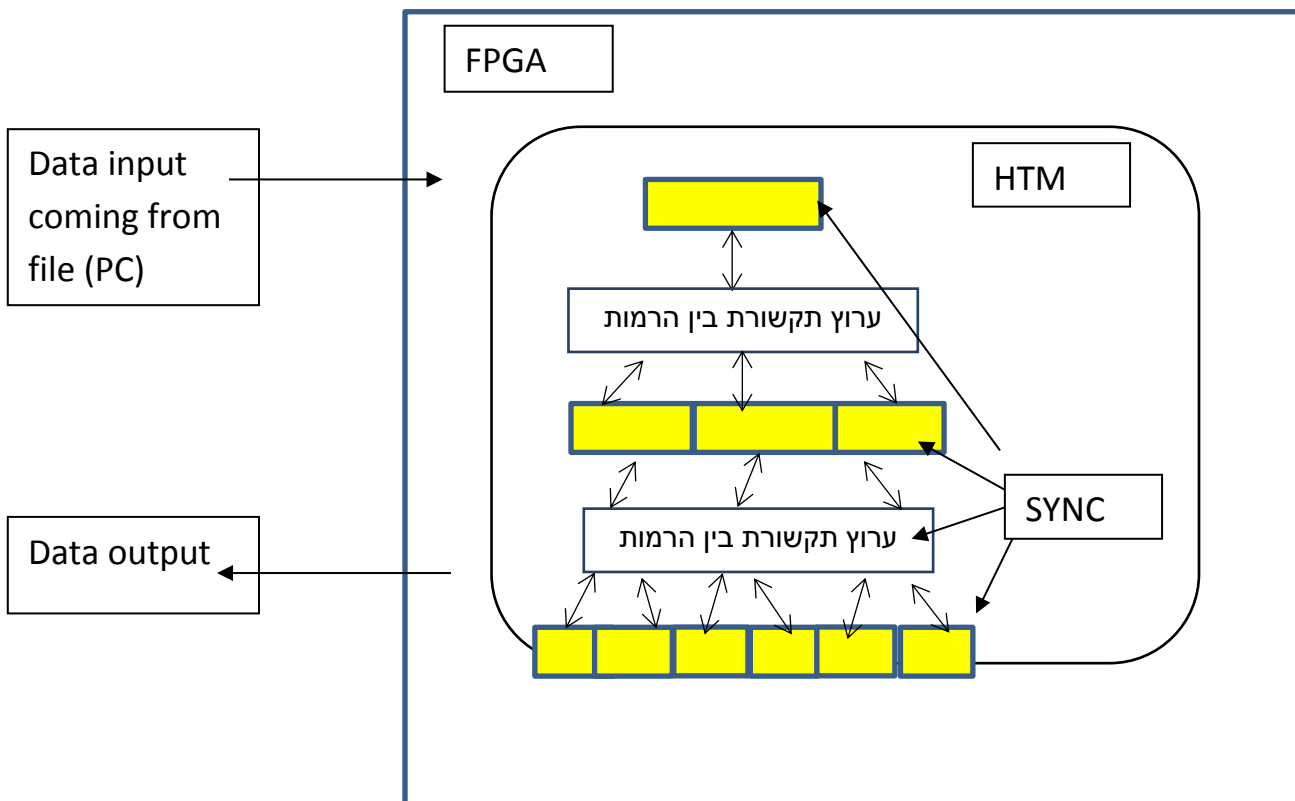 FPGA
Data input
coming from
file (PC)
HTM
ערוץ תקשורת בין הרמות
SYNC
ערוץ תקשורת בין הרמות
Data output